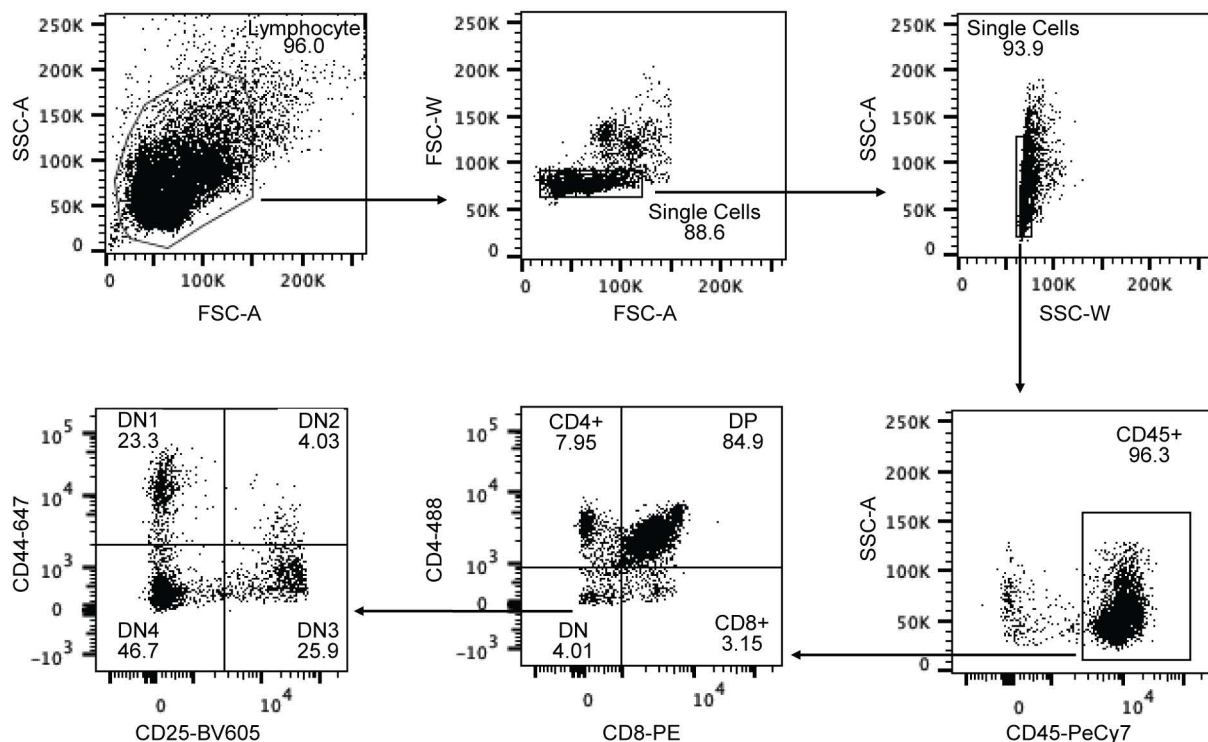 250K
200K
150K
100K
50K
0
SSC-A
Lymphocyte
96.0
0 100K 200K
FSC-A
250K
200K
150K
100K
50K
0
FSC-W
Single Cells
88.6
0 100K 200K
FSC-A
250K
200K
150K
100K
50K
0
SSC-A
Single Cells
93.9
0 100K 200K
SSC-W
10^5
10^4
10^3
0
-10^3
CD44-647
DN1
23.3
DN2
4.03
DN4
46.7
DN3
25.9
0 10^4
CD25-BV605
10^5
10^4
10^3
0
-10^3
CD4-488
CD4+
7.95
DP
84.9
DN
4.01
CD8+
3.15
0 10^4
CD8-PE
250K
200K
150K
100K
50K
0
SSC-A
CD45+
96.3
0 10^4
CD45-PeCy7